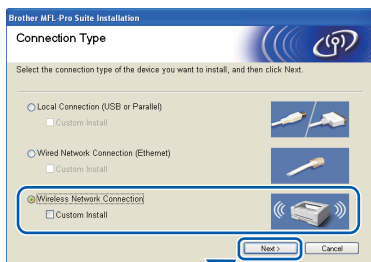 Brother MFL-Pro Suite Installation
Connection Type
Select the connection type of the device you want to install, and then click Next.
Local Connection (USB or Parallel)
Custom Install
Wired Network Connection (Ethernet)
Custom Install
Wireless Network Connection
Custom Install
Next >
Cancel